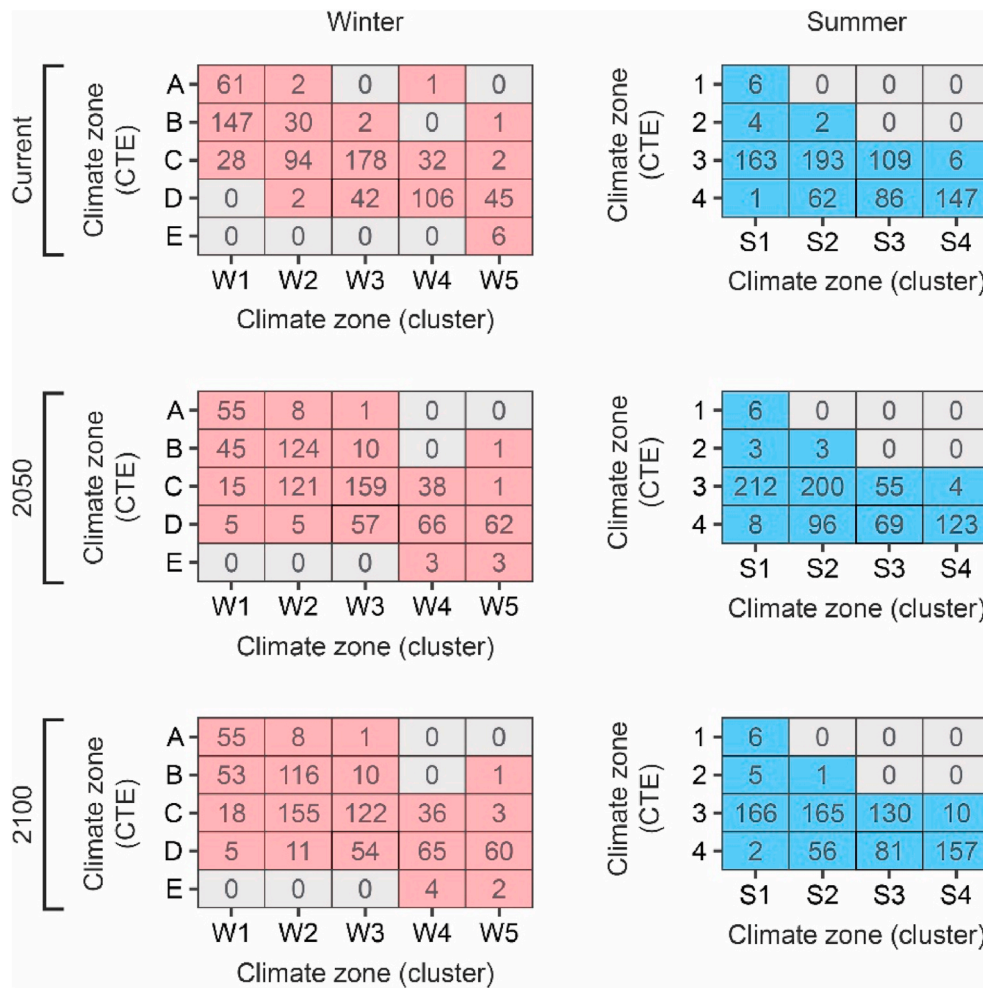 Winter Summer
Current
Climate zone
(CTE)
A 61 2 0 1 0
B 147 30 2 0 1
C 28 94 178 32 2
D 0 2 42 106 45
E 0 0 0 0 6
W1 W2 W3 W4 W5
Climate zone (cluster)
Climate zone
(CTE)
1 6 0 0 0
2 4 2 0 0
3 163 193 109 6
4 1 62 86 147
S1 S2 S3 S4
Climate zone (cluster)
2050
Climate zone
(CTE)
A 55 8 1 0 0
B 45 124 10 0 1
C 15 121 159 38 1
D 5 5 57 66 62
E 0 0 0 3 3
W1 W2 W3 W4 W5
Climate zone (cluster)
Climate zone
(CTE)
1 6 0 0 0
2 3 3 0 0
3 212 200 55 4
4 8 96 69 123
S1 S2 S3 S4
Climate zone (cluster)
2100
Climate zone
(CTE)
A 55 8 1 0 0
B 53 116 10 0 1
C 18 155 122 36 3
D 5 11 54 65 60
E 0 0 0 4 2
W1 W2 W3 W4 W5
Climate zone (cluster)
Climate zone
(CTE)
1 6 0 0 0
2 5 1 0 0
3 166 165 130 10
4 2 56 81 157
S1 S2 S3 S4
Climate zone (cluster)